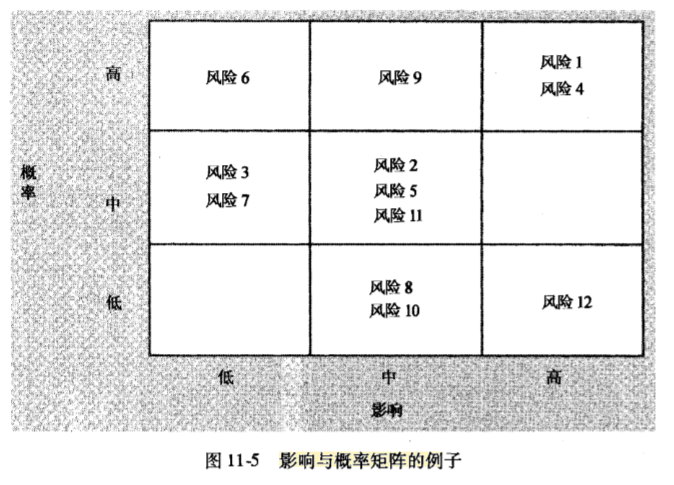 高
风险 6
风险 9
风险 1
风险 4
概率
中
风险 3
风险 7
风险 2
风险 5
风险 11
低
风险 8
风险 10
风险 12
低
中
高
影响
图 11-5 影响与概率矩阵的例子